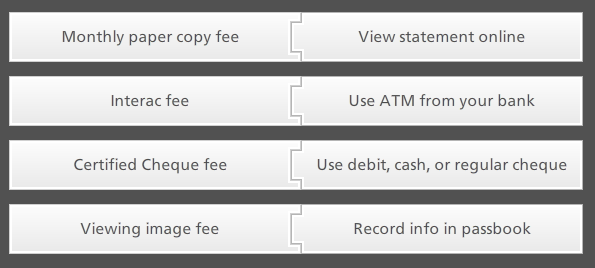 Monthly paper copy fee View statement online
Interac fee Use ATM from your bank
Certified Cheque fee Use debit, cash, or regular cheque
Viewing image fee Record info in passbook